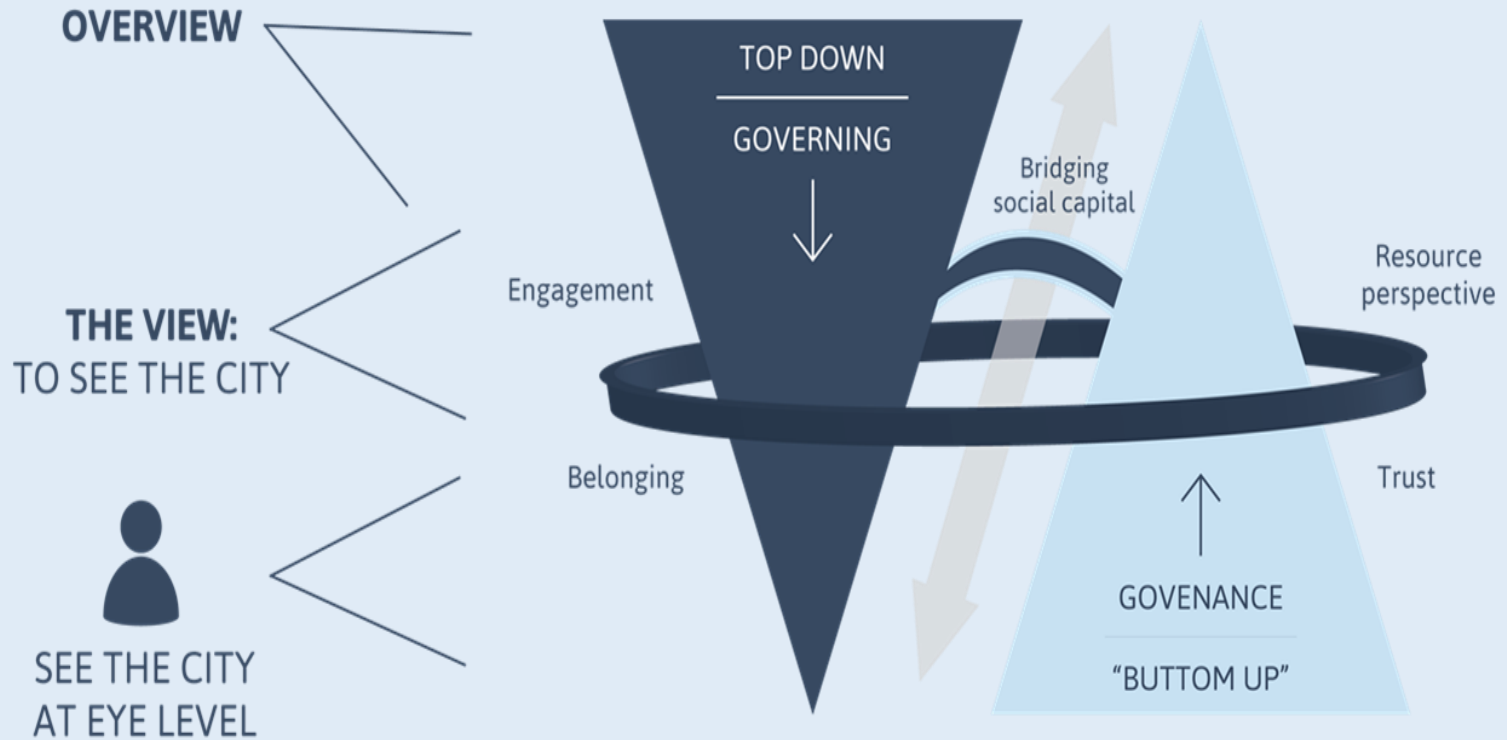 OVERVIEW
THE VIEW:
TO SEE THE CITY
SEE THE CITY
AT EYE LEVEL
TOP DOWN
GOVERNING
Engagement
Belonging
Bridging
social capital
Resource
perspective
Trust
GOVENANCE
“BUTTOM UP”